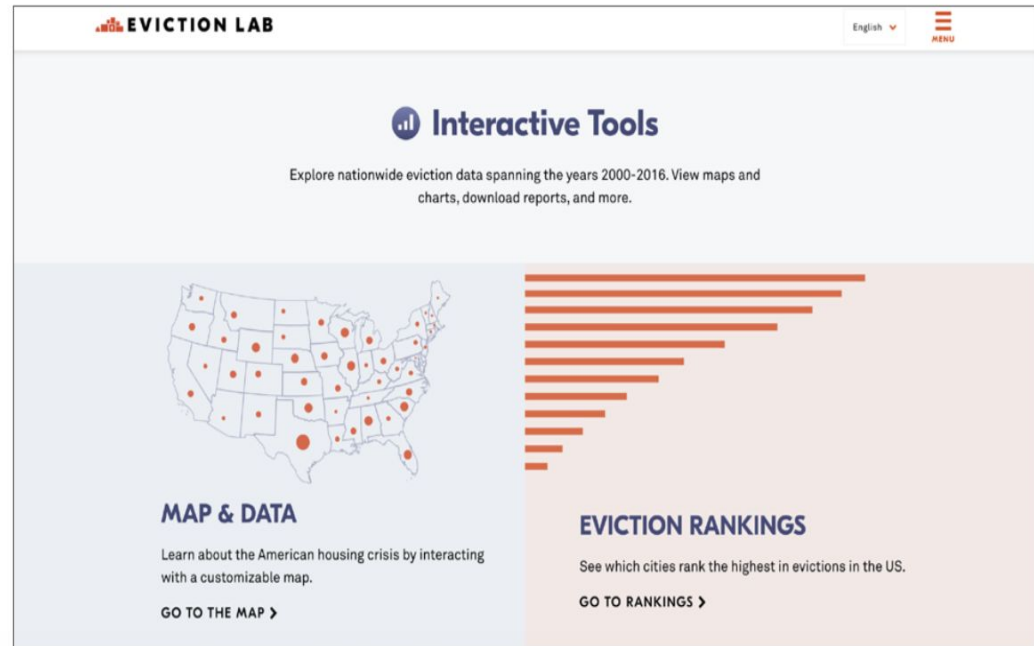 EVICTION LAB
English
MENU
Interactive Tools
Explore nationwide eviction data spanning the years 2000-2016. View maps and
charts, download reports, and more.
MAP & DATA
Learn about the American housing crisis by interacting
with a customizable map.
GO TO THE MAP >
EVICTION RANKINGS
See which cities rank the highest in evictions in the US.
GO TO RANKINGS >